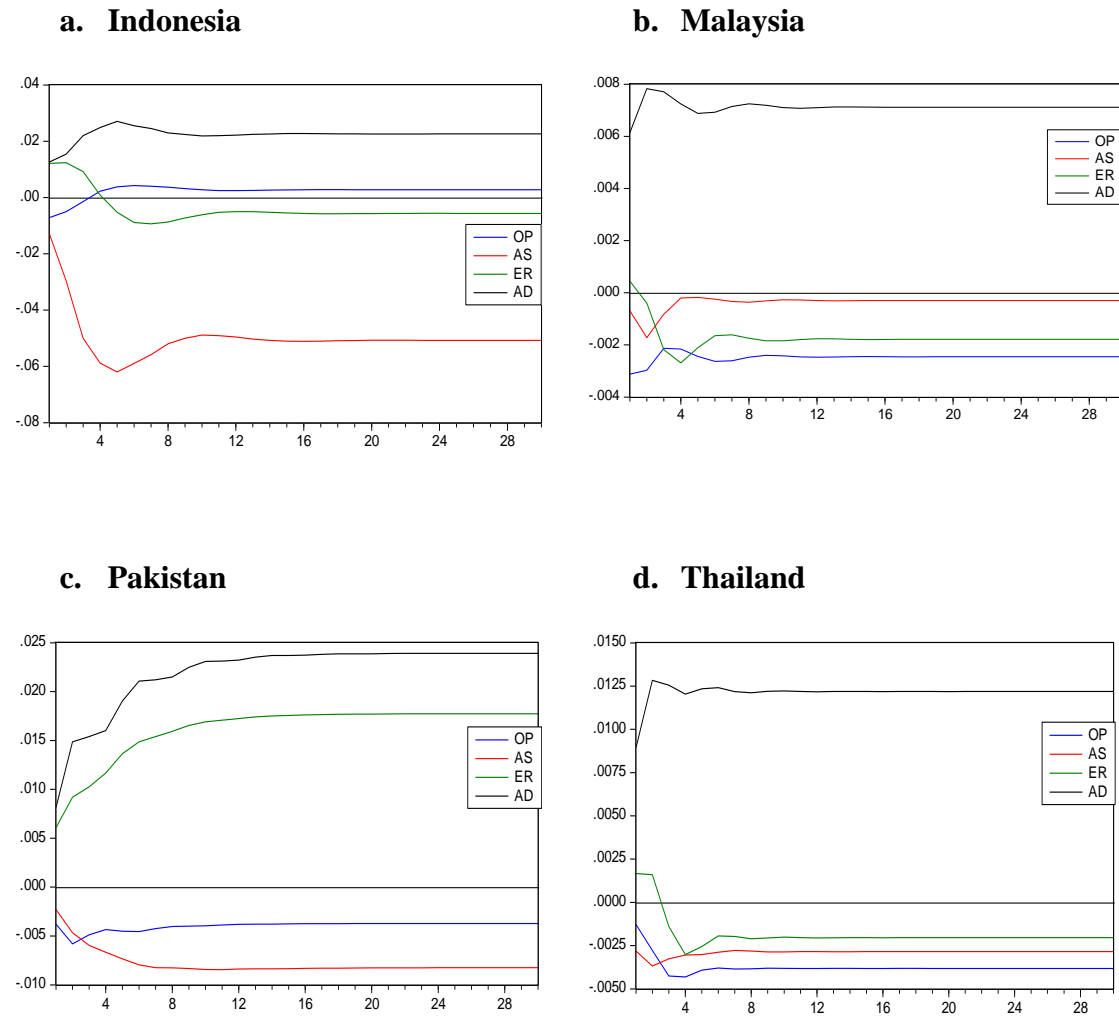 a. Indonesia
.04
.02
.00
-.02
-.04
-.06
-.08
4 8 12 16 20 24 28
OP
AS
ER
AD
b. Malaysia
.008
.006
.004
.002
.000
-.002
-.004
4 8 12 16 20 24 28
OP
AS
ER
AD
c. Pakistan
.025
.020
.015
.010
.005
.000
-.005
-.010
4 8 12 16 20 24 28
OP
AS
ER
AD
d. Thailand
.0150
.0125
.0100
.0075
.0050
.0025
.0000
-.0025
-.0050
4 8 12 16 20 24 28
OP
AS
ER
AD